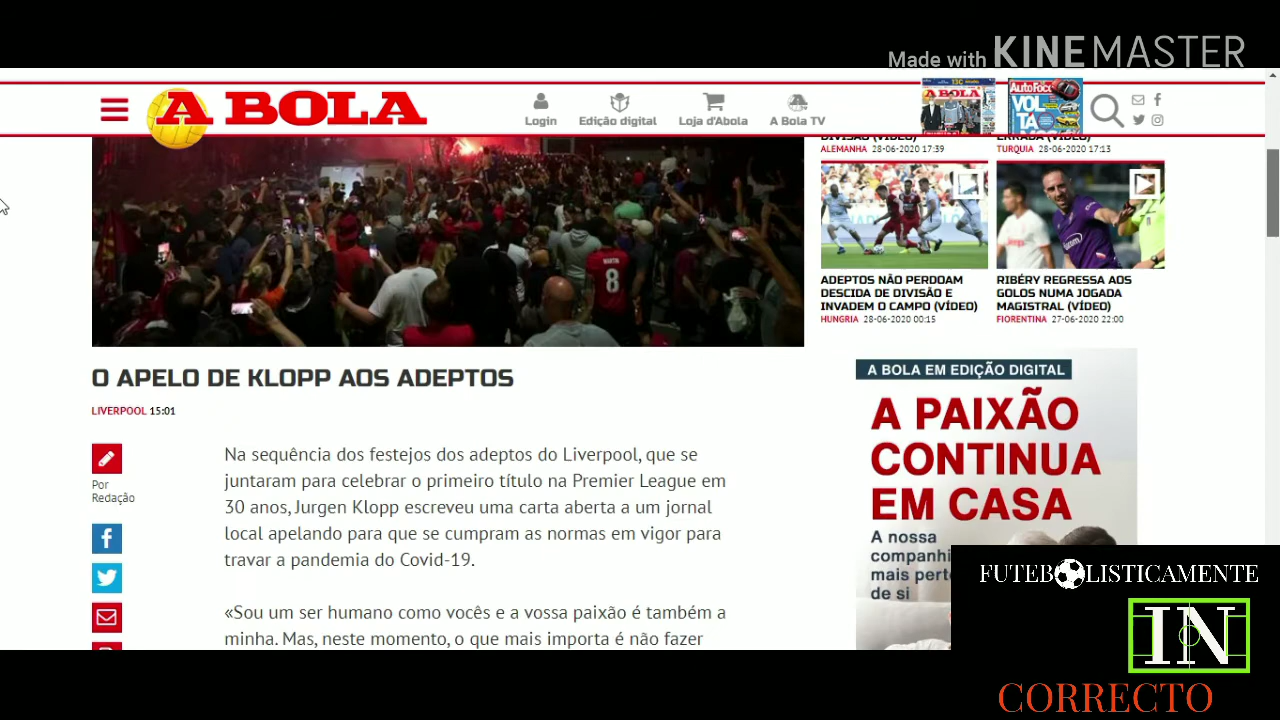 Made with KINEMASTER
A BOLA
Login
Edição digital
Loja d'Abola
A Bola TV
ALEMANHA 28-06-2020 17:39
TURQUIA 28-06-2020 17:13
MARTIN
8
ADEPTOS NÃO PERDOAM
DESCIDA DE DIVISÃO E
INVADEM O CAMPO (VÍDEO)
HUNGRIA 28-06-2020 00:15
RIBÉRY REGRESSA AOS
GOLOS NUMA JOGADA
MAGISTRAL (VÍDEO)
FIORENTINA 27-06-2020 22:00
O APELO DE KLOPP AOS ADEPTOS
LIVERPOOL 15:01
Por
Redação
Na sequência dos festejos dos adeptos do Liverpool, que se
juntaram para celebrar o primeiro título na Premier League em
30 anos, Jurgen Klopp escreveu uma carta aberta a um jornal
local apelando para que se cumpram as normas em vigor para
travar a pandemia do Covid-19.
«Sou um ser humano como vocês e a vossa paixão é também a
minha. Mas, neste momento, o que mais importa é não fazer
A BOLA EM EDIÇÃO DIGITAL
A PAIXÃO
CONTINUA
EM CASA
A nossa
companhi
mais pert
de si
FUTEBOLISTICAMENTE
IN
CORRECTO